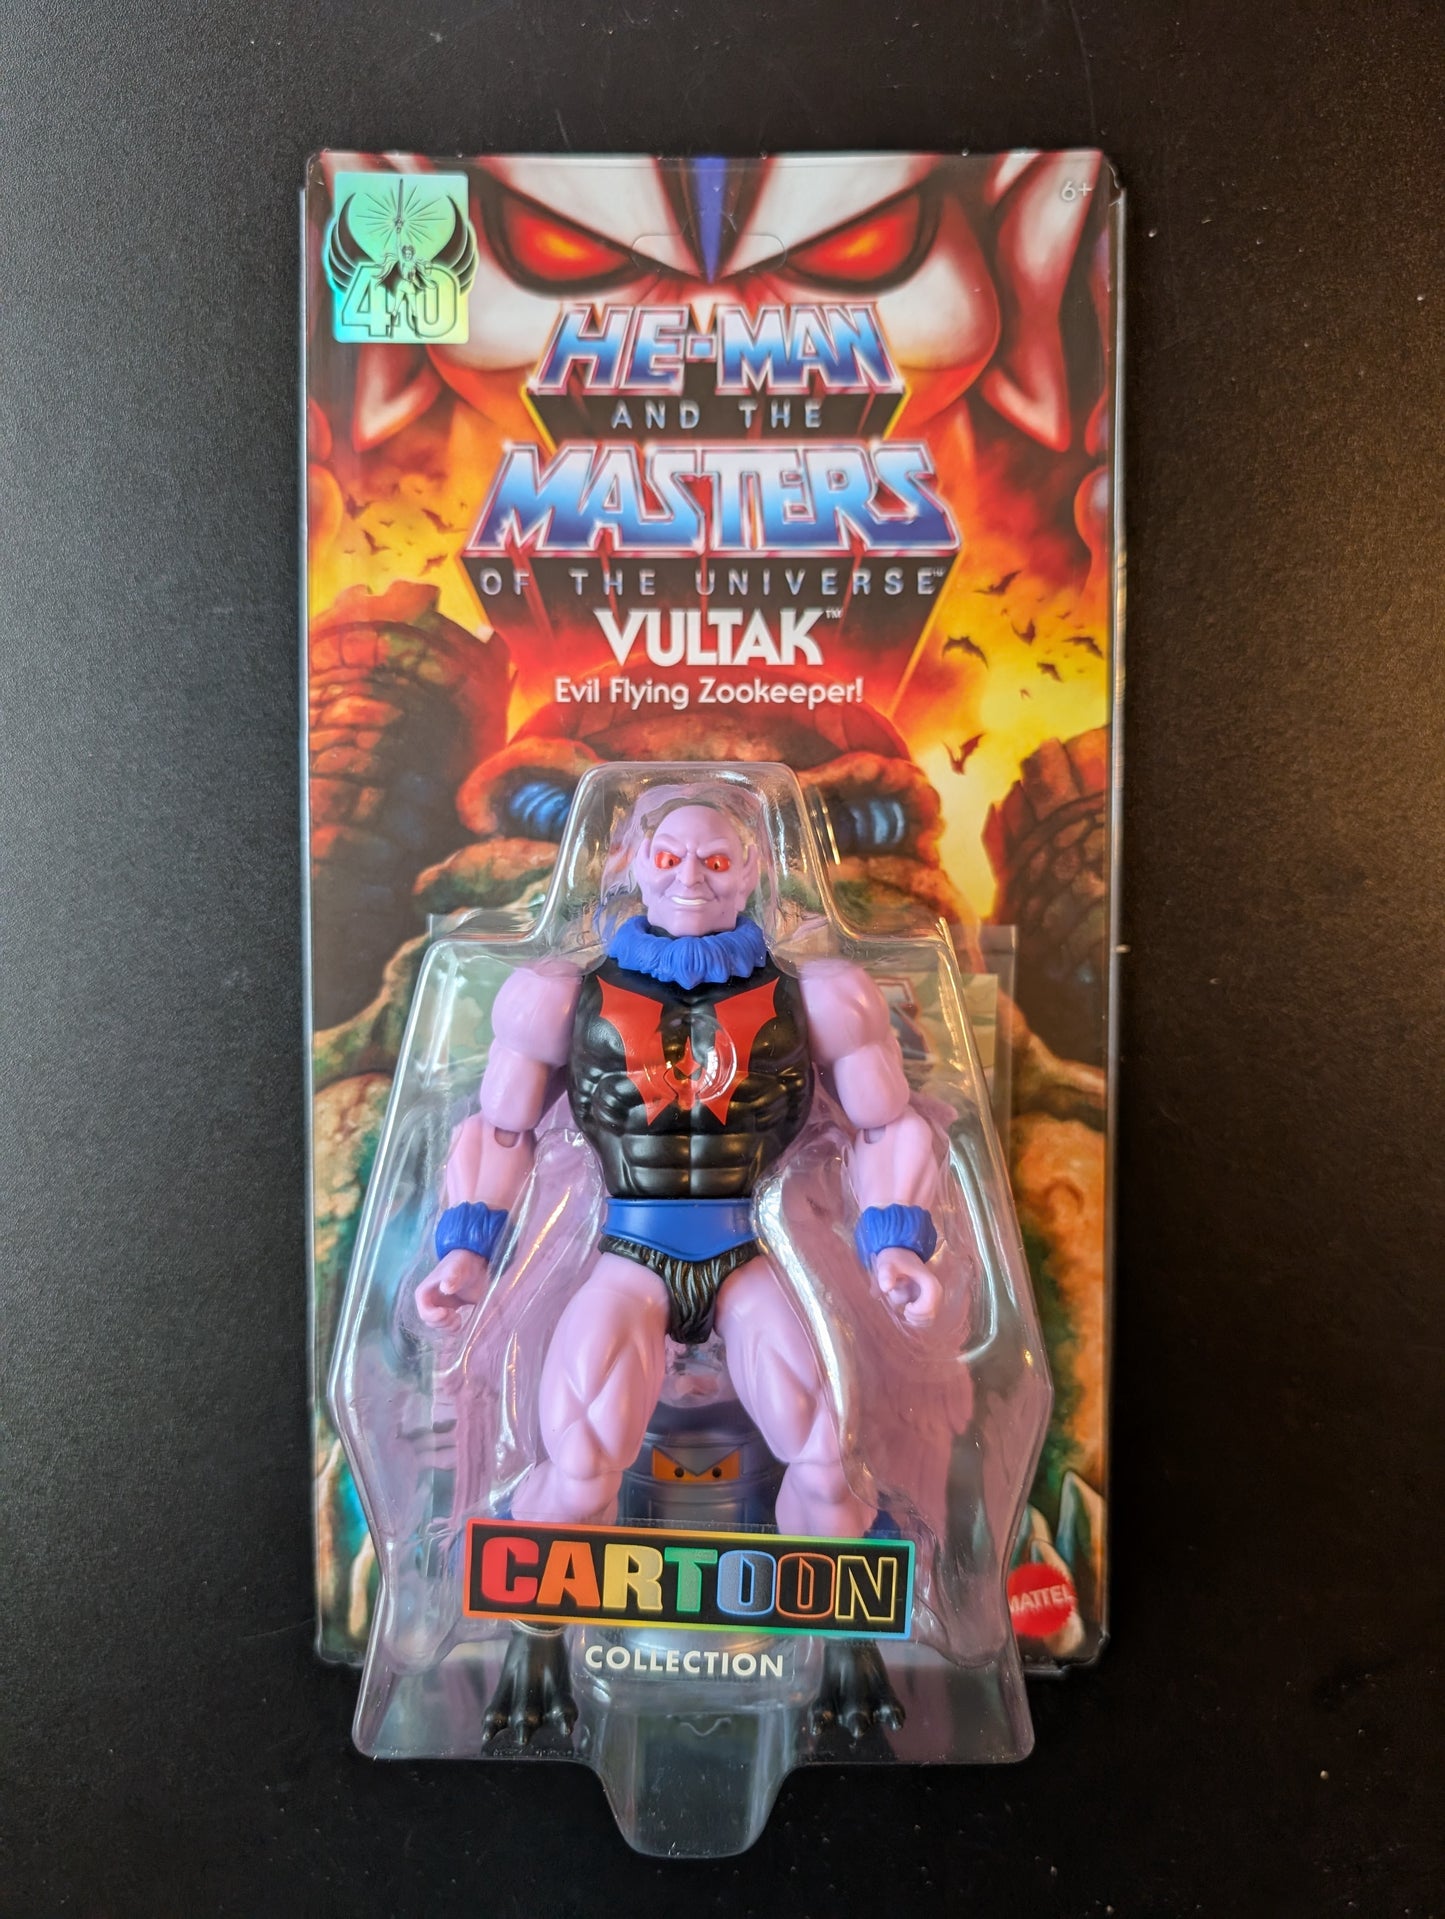 40
6+
HE-MAN
AND THE
MASTERS
OF THE UNIVERSE™
VULTAK™
Evil Flying Zookeeper!
CARTOON
COLLECTION
MATTEL